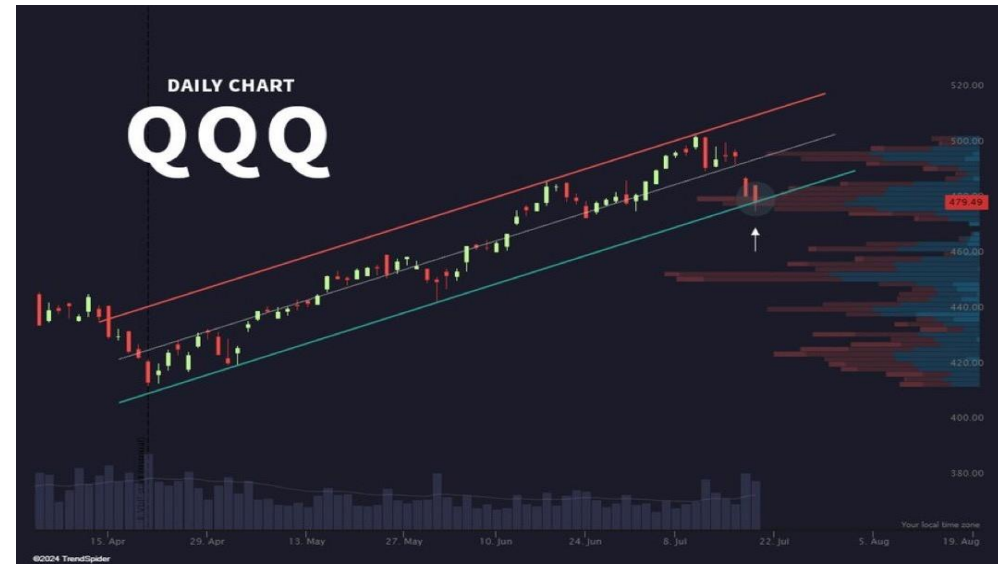 DAILY CHART
QQQ
520.00
500.00
479.49
460.00
440.00
420.00
400.00
380.00
Your local time zone
15. Apr 29. Apr 13. May 27. May 10. Jun 24. Jun 8. Jul 22. Jul 5. Aug 19. Aug
©2024 TrendSpider